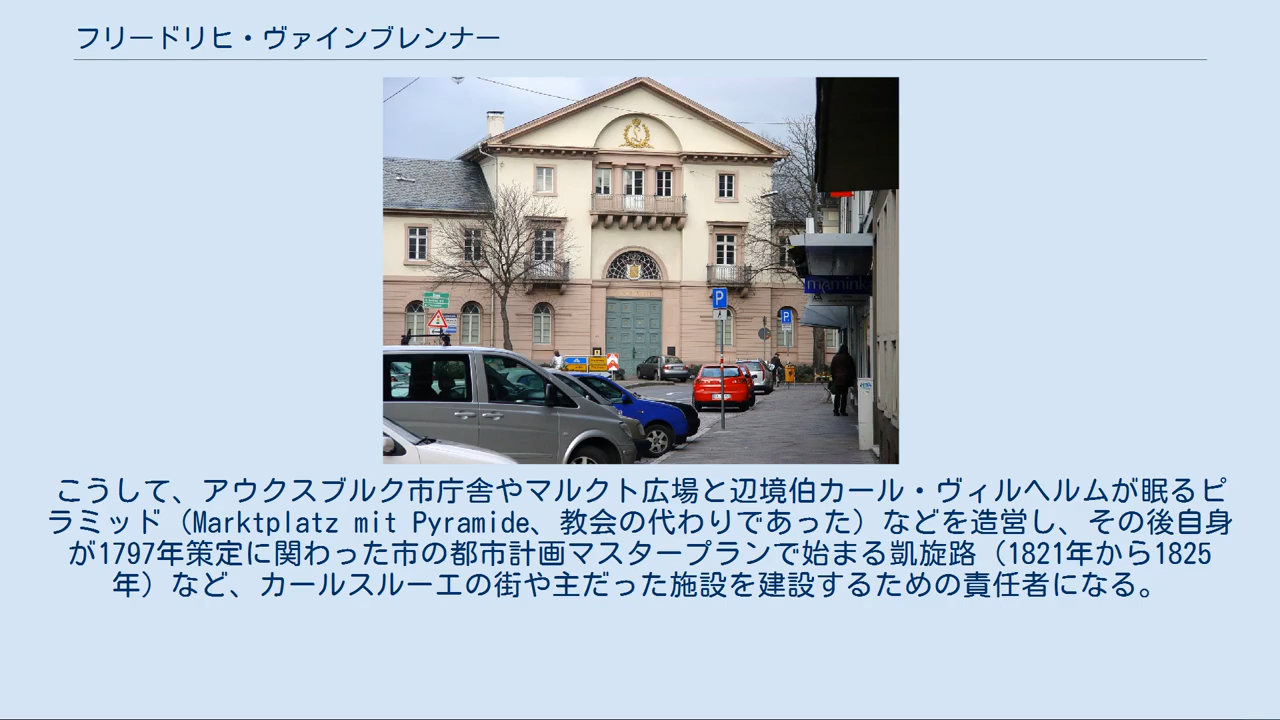 フリードリヒ・ヴァインブレンナー
P
P
こうして、アウクスブルク市庁舎やマルクト広場と辺境伯カール・ヴィルヘルムが眠るピ
ラミッド（Marktplatz mit Pyramide、教会の代わりであった）などを造営し、その後自身
が1797年策定に関わった市の都市計画マスタープランで始まる凱旋路（1821年から1825
年）など、カールスルーエの街や主だった施設を建設するための責任者になる。